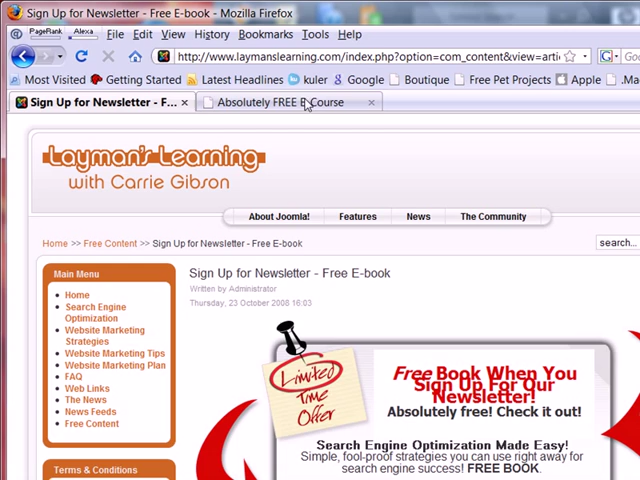 Sign Up for Newsletter - Free E-book - Mozilla Firefox
PageRank Alexa File Edit View History Bookmarks Tools Help
http://www.laymanslearning.com/index.php?option=com_content&view=arti
Most Visited Getting Started Latest Headlines kuler Google Boutique Free Pet Projects Apple .Ma
Sign Up for Newsletter - F... Absolutely FREE E Course
Layman's Learning
with Carrie Gibson
About Joomla! Features News The Community
Home >> Free Content >> Sign Up for Newsletter - Free E-book
search...
Main Menu
Home
Search Engine
Optimization
Website Marketing
Strategies
Website Marketing Tips
Website Marketing Plan
FAQ
Web Links
The News
News Feeds
Free Content
Terms & Conditions
Sign Up for Newsletter - Free E-book
Written by Administrator
Thursday, 23 October 2008 16:03
Limited
Time
Offer
Free Book When You
Sign Up For Our
Newsletter!
Absolutely free! Check it out!
Search Engine Optimization Made Easy!
Simple, fool-proof strategies you can use right away for
search engine success! FREE BOOK.